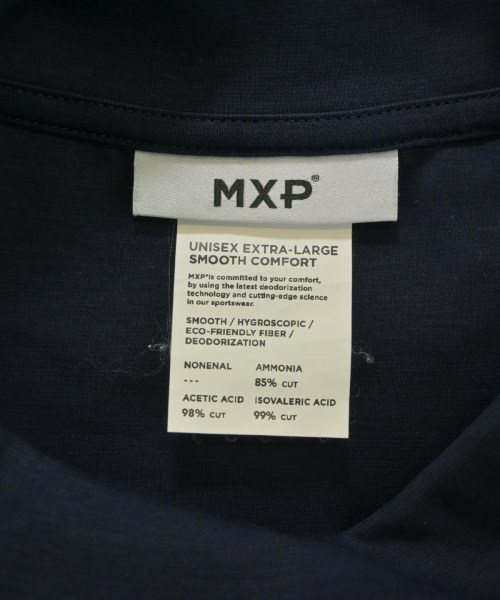 MXP®
UNISEX EXTRA-LARGE
SMOOTH COMFORT
MXP®is committed to your comfort,
by using the latest deodorization
technology and cutting-edge science
in our sportswear.
SMOOTH / HYGROSCOPIC /
ECO-FRIENDLY FIBER /
DEODORIZATION
NONENAL AMMONIA
--- 85% CUT
ACETIC ACID ISOVALERIC ACID
98% CUT 99% CUT